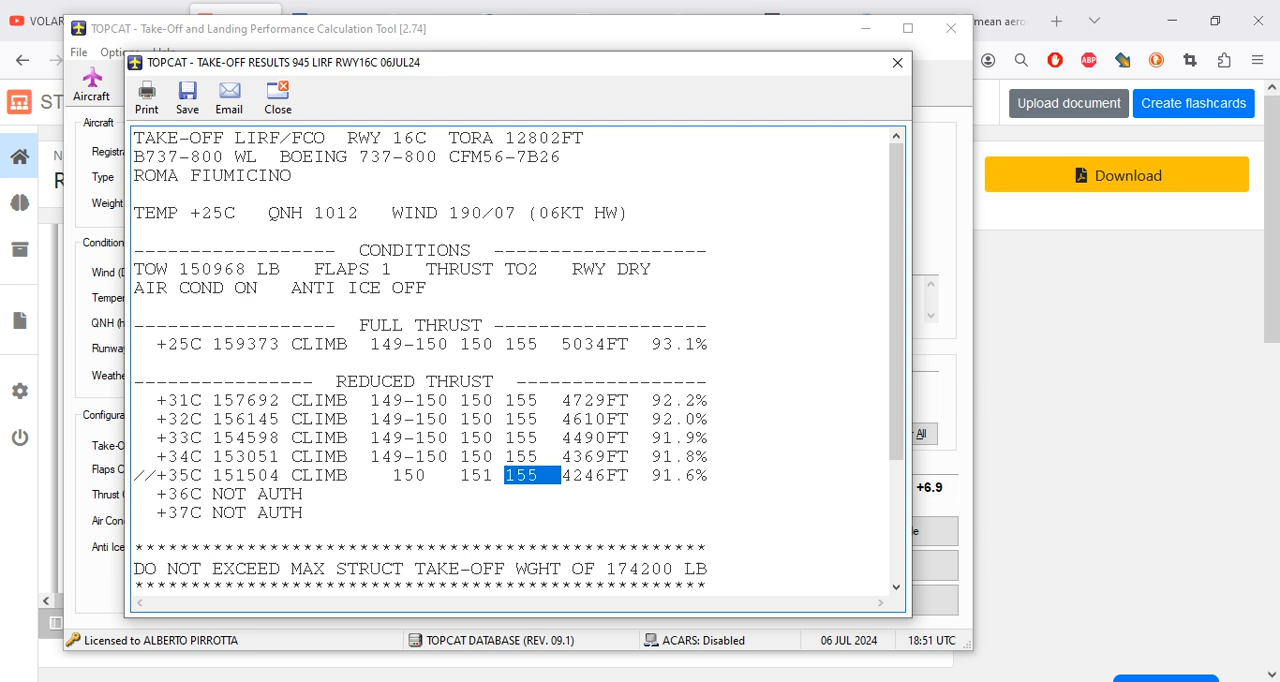 VOLAR
mean aero
TOPCAT - Take-Off and Landing Performance Calculation Tool [2.74]
File
TOPCAT - TAKE-OFF RESULTS 945 LIRF RWY16C 08JUL24
Aircraft
Print Save Email Close
ST
Upload document
Create flashcards
Download
ABP
Aircraft
Registra
Type
Weight
Condition
Wind (D
Tempera
QNH (h
Runwa
Weathe
Configura
Take-O
Flaps O
Thrust
Air Con
Anti Ice
TAKE-OFF LIRF/FCO RWY 16C TORA 12802FT
B737-800 WL BOEING 737-800 CFM56-7B26
ROMA FIUMICINO
TEMP +25C QNH 1012 WIND 190/07 (06KT HW)
------------------ CONDITIONS -------------------
TOW 150968 LB FLAPS 1 THRUST TO2 RWY DRY
AIR COND ON ANTI ICE OFF
------------------ FULL THRUST -------------------
+25C 159373 CLIMB 149-150 150 155 5034FT 93.1%
---------------- REDUCED THRUST -----------------
+31C 157692 CLIMB 149-150 150 155 4729FT 92.2%
+32C 156145 CLIMB 149-150 150 155 4610FT 92.0%
+33C 154598 CLIMB 149-150 150 155 4490FT 91.9%
+34C 153051 CLIMB 149-150 150 155 4369FT 91.8%
//+35C 151504 CLIMB 150 151 155 4246FT 91.6%
+36C NOT AUTH
+37C NOT AUTH
***************************************************
DO NOT EXCEED MAX STRUCT TAKE-OFF WGHT OF 174200 LB
***************************************************
All
+6.9
Licensed to ALBERTO PIRROTTA
TOPCAT DATABASE (REV. 09.1)
ACARS: Disabled
06 JUL 2024
18:51 UTC